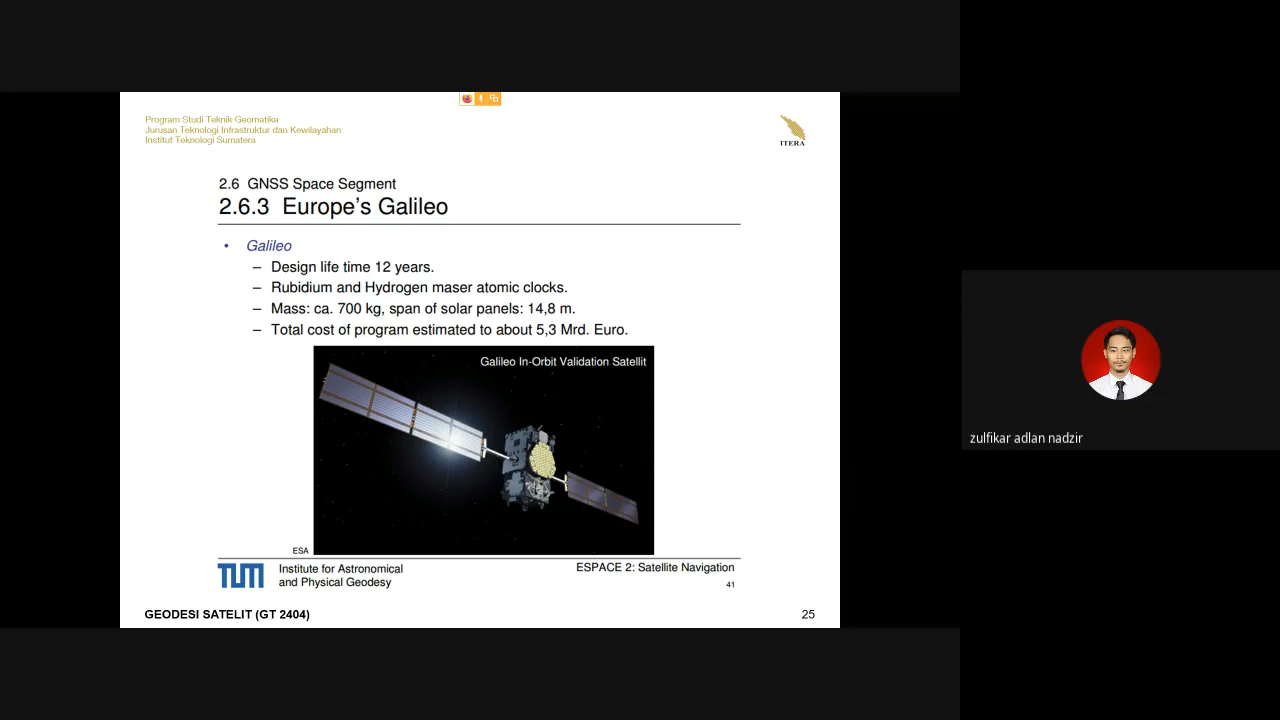 Program Studi Teknik Geomatika
Jurusan Teknologi Infrastruktur dan Kewilayahan
Institut Teknologi Sumatera
ITERA
2.6 GNSS Space Segment
2.6.3 Europe's Galileo
• Galileo
– Design life time 12 years.
– Rubidium and Hydrogen maser atomic clocks.
– Mass: ca. 700 kg, span of solar panels: 14,8 m.
– Total cost of program estimated to about 5,3 Mrd. Euro.
Galileo In-Orbit Validation Satellit
ESA
TUM
Institute for Astronomical
and Physical Geodesy
ESPACE 2: Satellite Navigation
41
GEODESI SATELIT (GT 2404)
25
zulfikar adlan nadzir